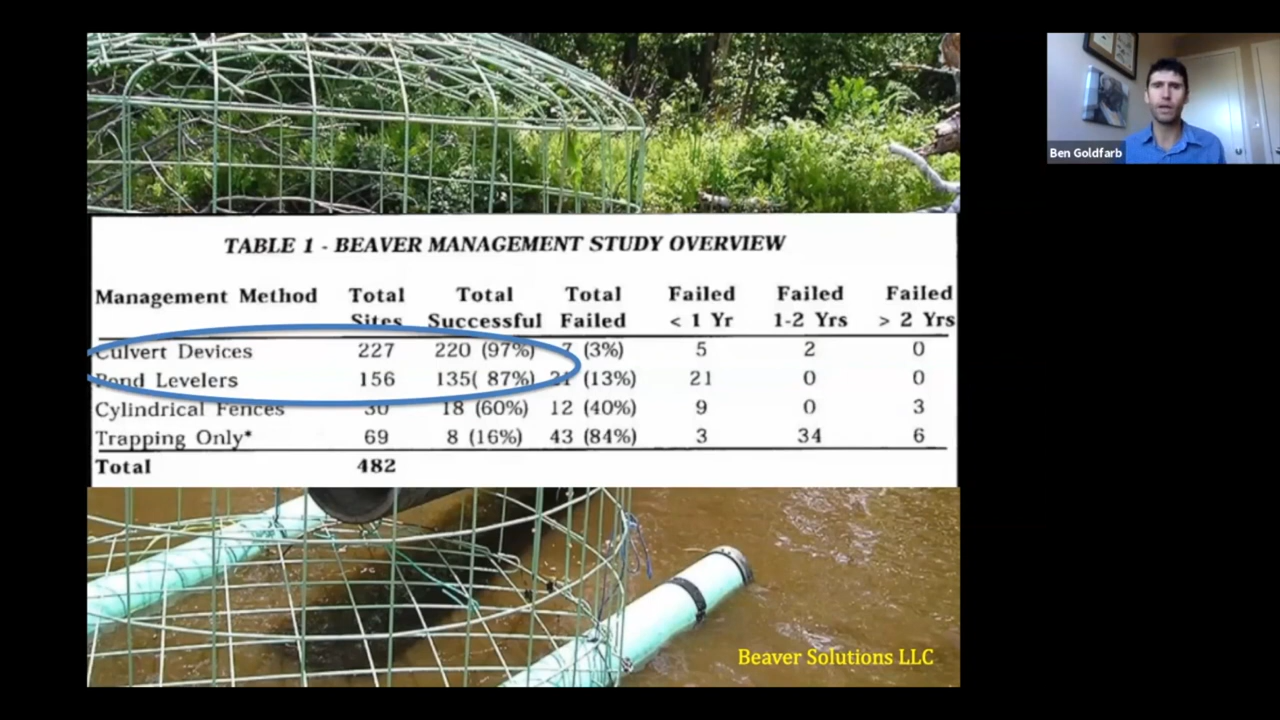 Ben Goldfarb
TABLE 1 - BEAVER MANAGEMENT STUDY OVERVIEW
Management Method Total Sites Total Successful Total Failed Failed < 1 Yr Failed 1-2 Yrs Failed > 2 Yrs
Culvert Devices 227 220 (97%) 7 (3%) 5 2 0
Pond Levelers 156 135( 87%) 21 (13%) 21 0 0
Cylindrical Fences 30 18 (60%) 12 (40%) 9 0 3
Trapping Only* 69 8 (16%) 43 (84%) 3 34 6
Total 482
Beaver Solutions LLC